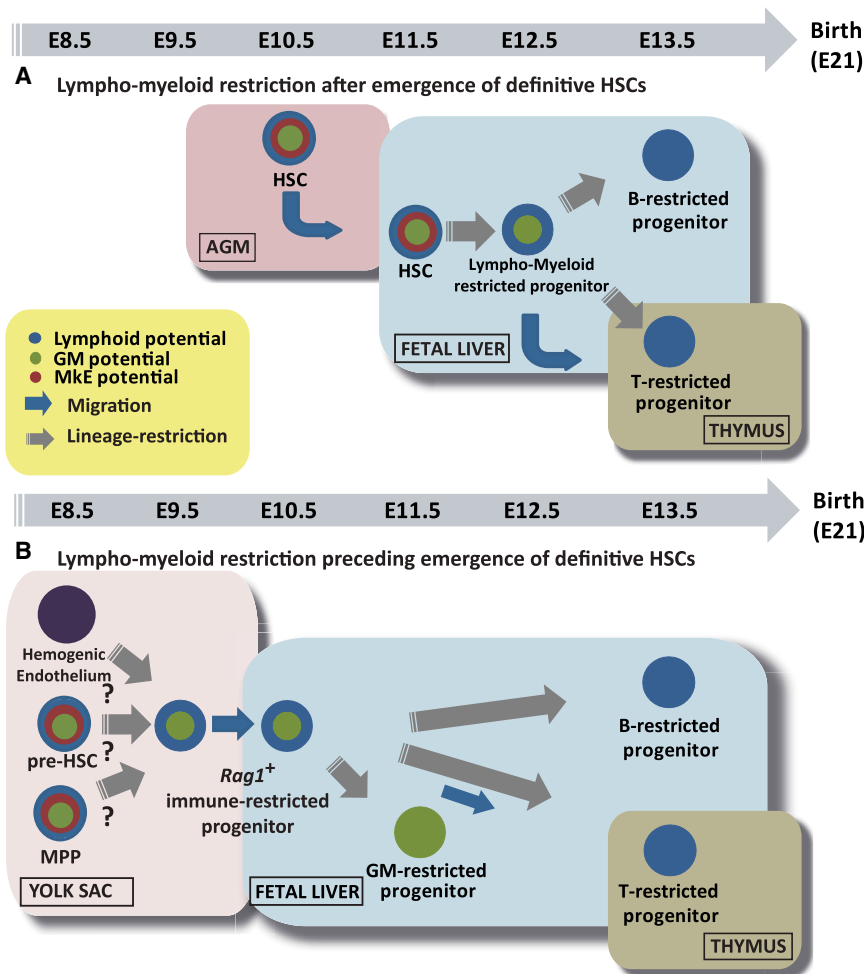 E8.5 E9.5 E10.5 E11.5 E12.5 E13.5 Birth
(E21)
A Lympho-myeloid restriction after emergence of definitive HSCs
HSC
AGM
HSC
Lympho-Myeloid
restricted progenitor
B-restricted
progenitor
FETAL LIVER
T-restricted
progenitor
THYMUS
Lymphoid potential
GM potential
MkE potential
Migration
Lineage-restriction
E8.5 E9.5 E10.5 E11.5 E12.5 E13.5 Birth
(E21)
B Lympho-myeloid restriction preceding emergence of definitive HSCs
Hemogenic
Endothelium
?
pre-HSC
?
MPP
?
YOLK SAC
Rag1+
immune-restricted
progenitor
FETAL LIVER
GM-restricted
progenitor
B-restricted
progenitor
T-restricted
progenitor
THYMUS